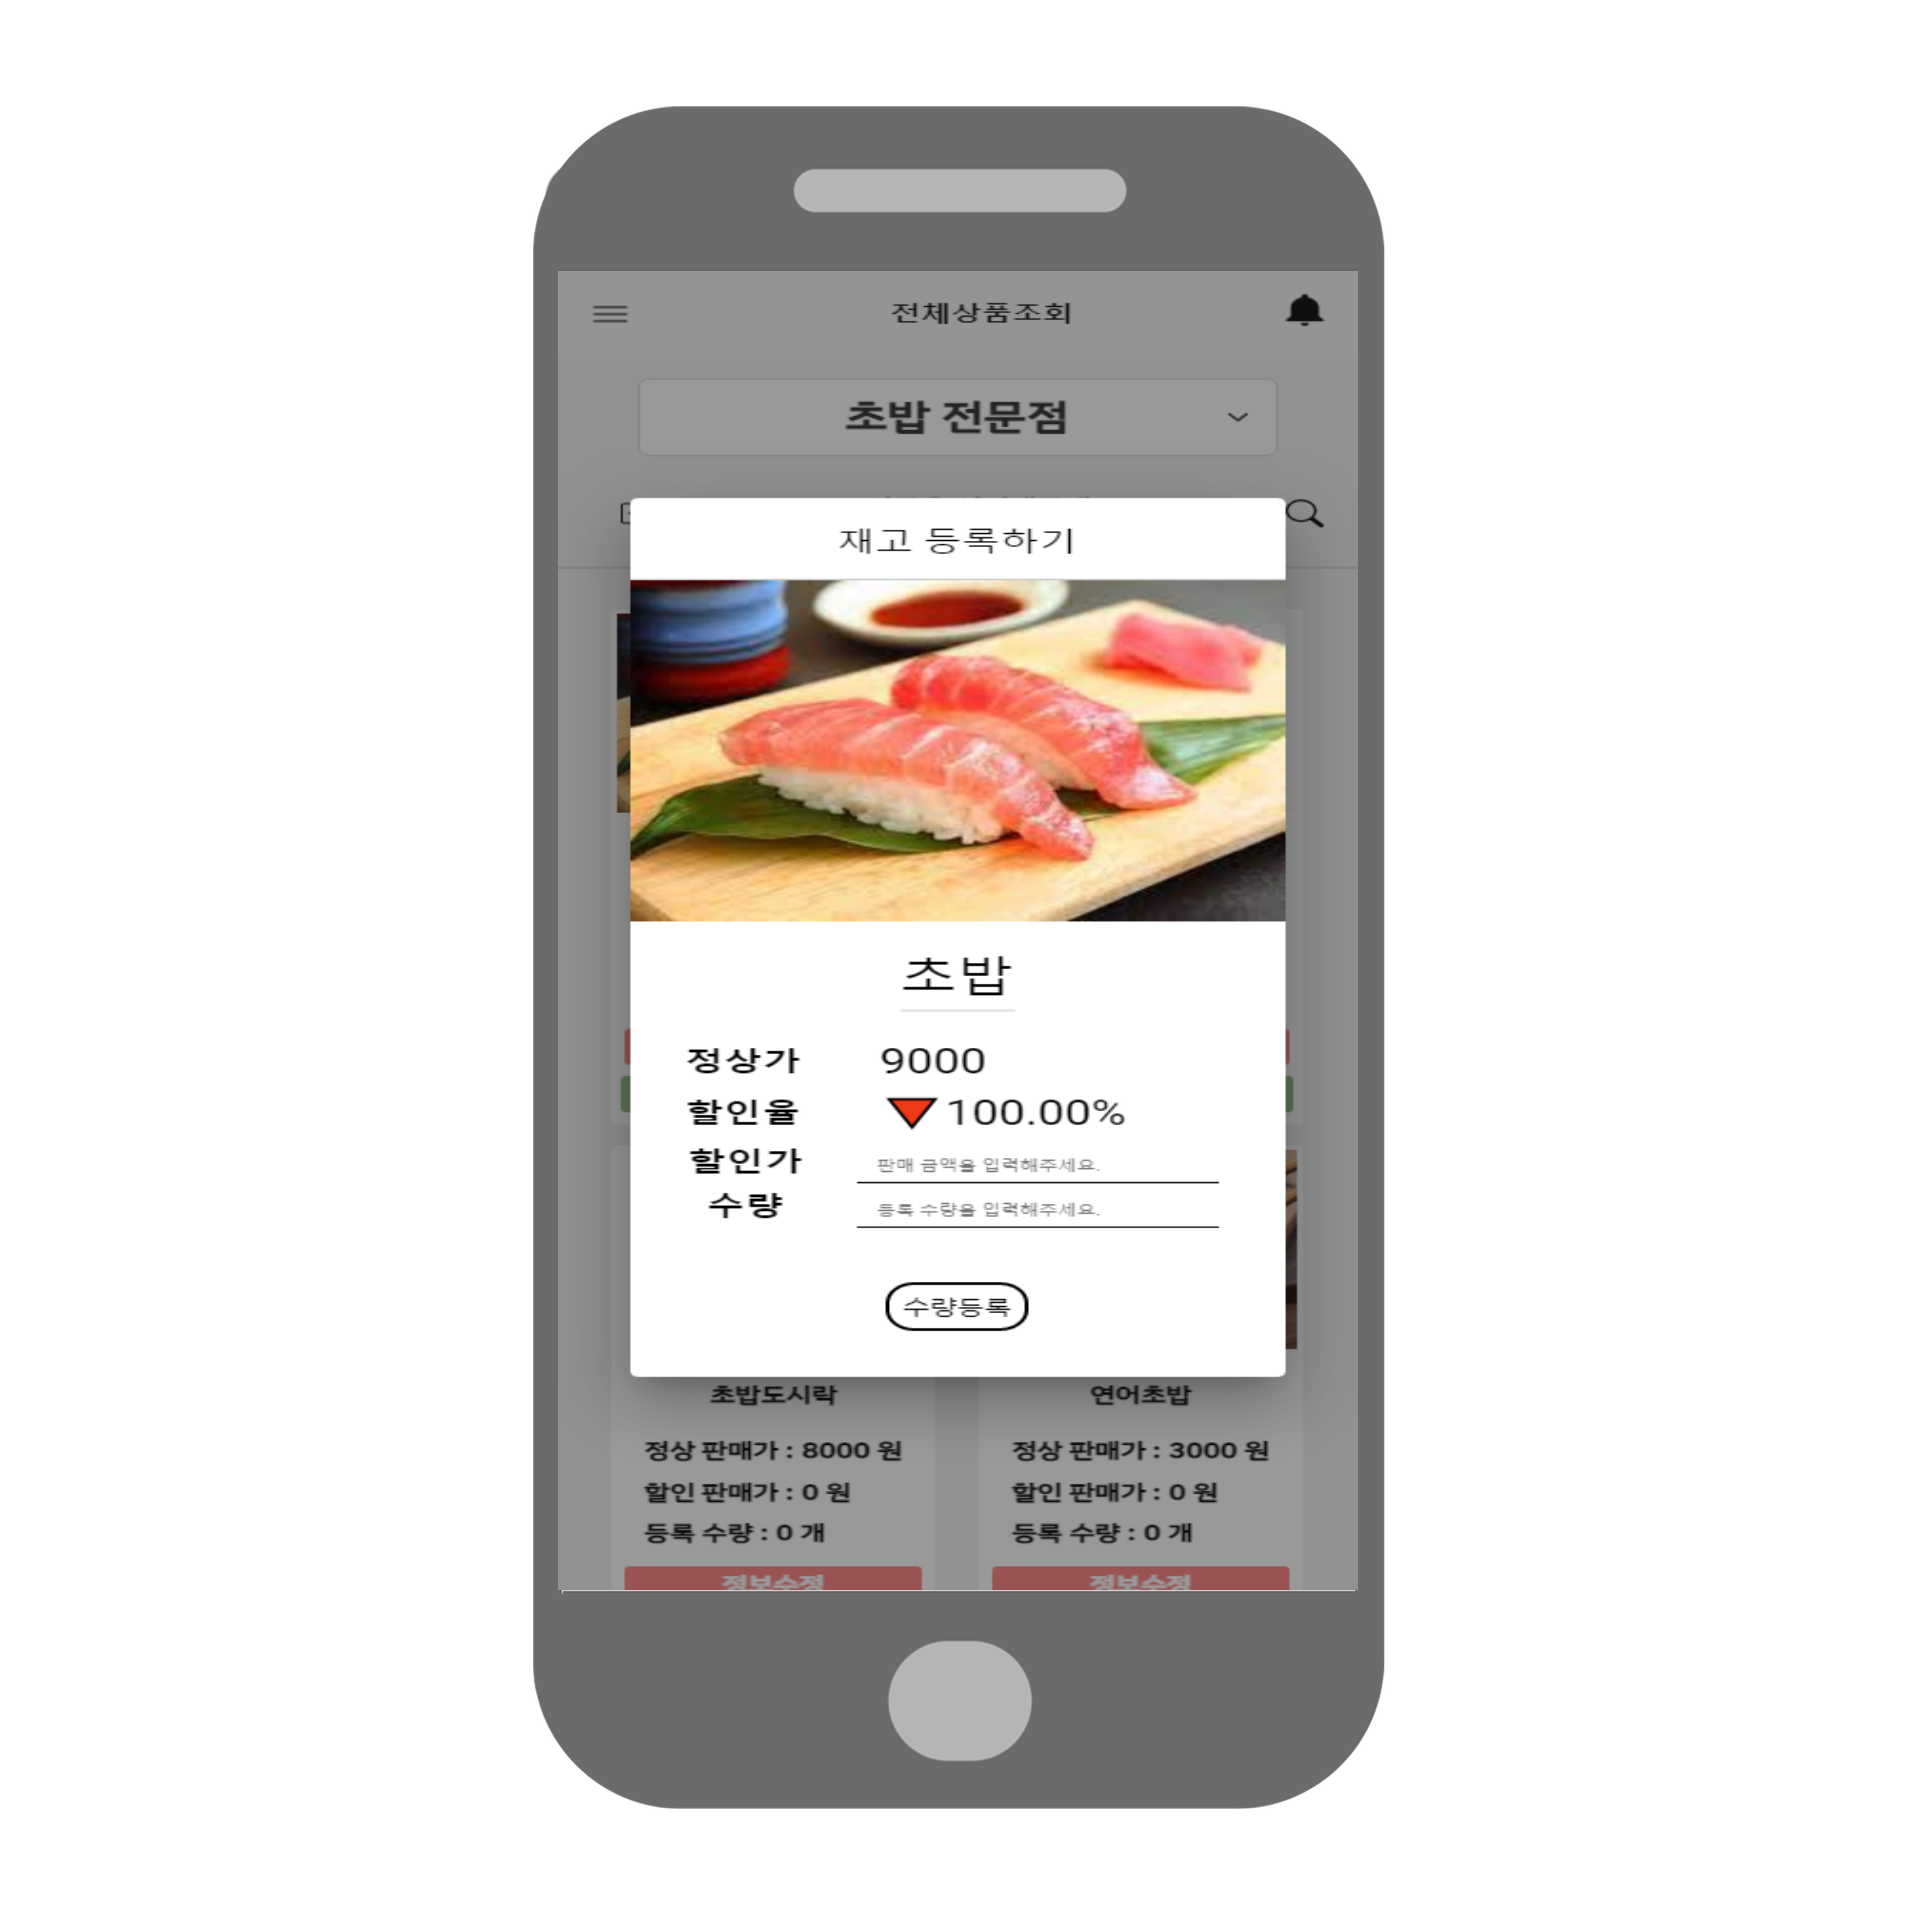 전체상품조회
초밥 전문점
재고 등록하기
초밥
정상가 9000
할인율 100.00%
할인가 판매 금액을 입력해주세요.
수량 등록 수량을 입력해주세요.
수량등록
초밥도시락
정상 판매가 : 8000 원
할인 판매가 : 0 원
등록 수량 : 0 개
정보수정
연어초밥
정상 판매가 : 3000 원
할인 판매가 : 0 원
등록 수량 : 0 개
정보수정